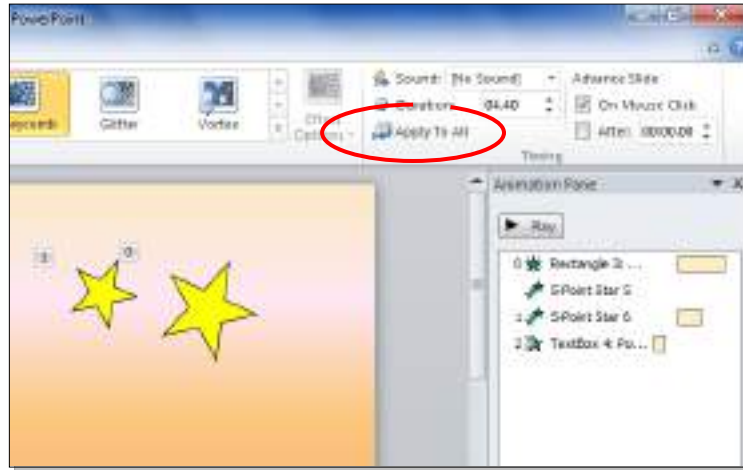 PowerPoint
Sound: [No Sound]
Advance Slide
Duration: 04.40
On Mouse Click
Glitter
Vortex
Options
Apply To All
After: 00:00.00
Timing
Animation Pane
Play
0 Rectangle 3: ...
5-Point Star 5
1 5-Point Star 6
2 TextBox 4: Po...